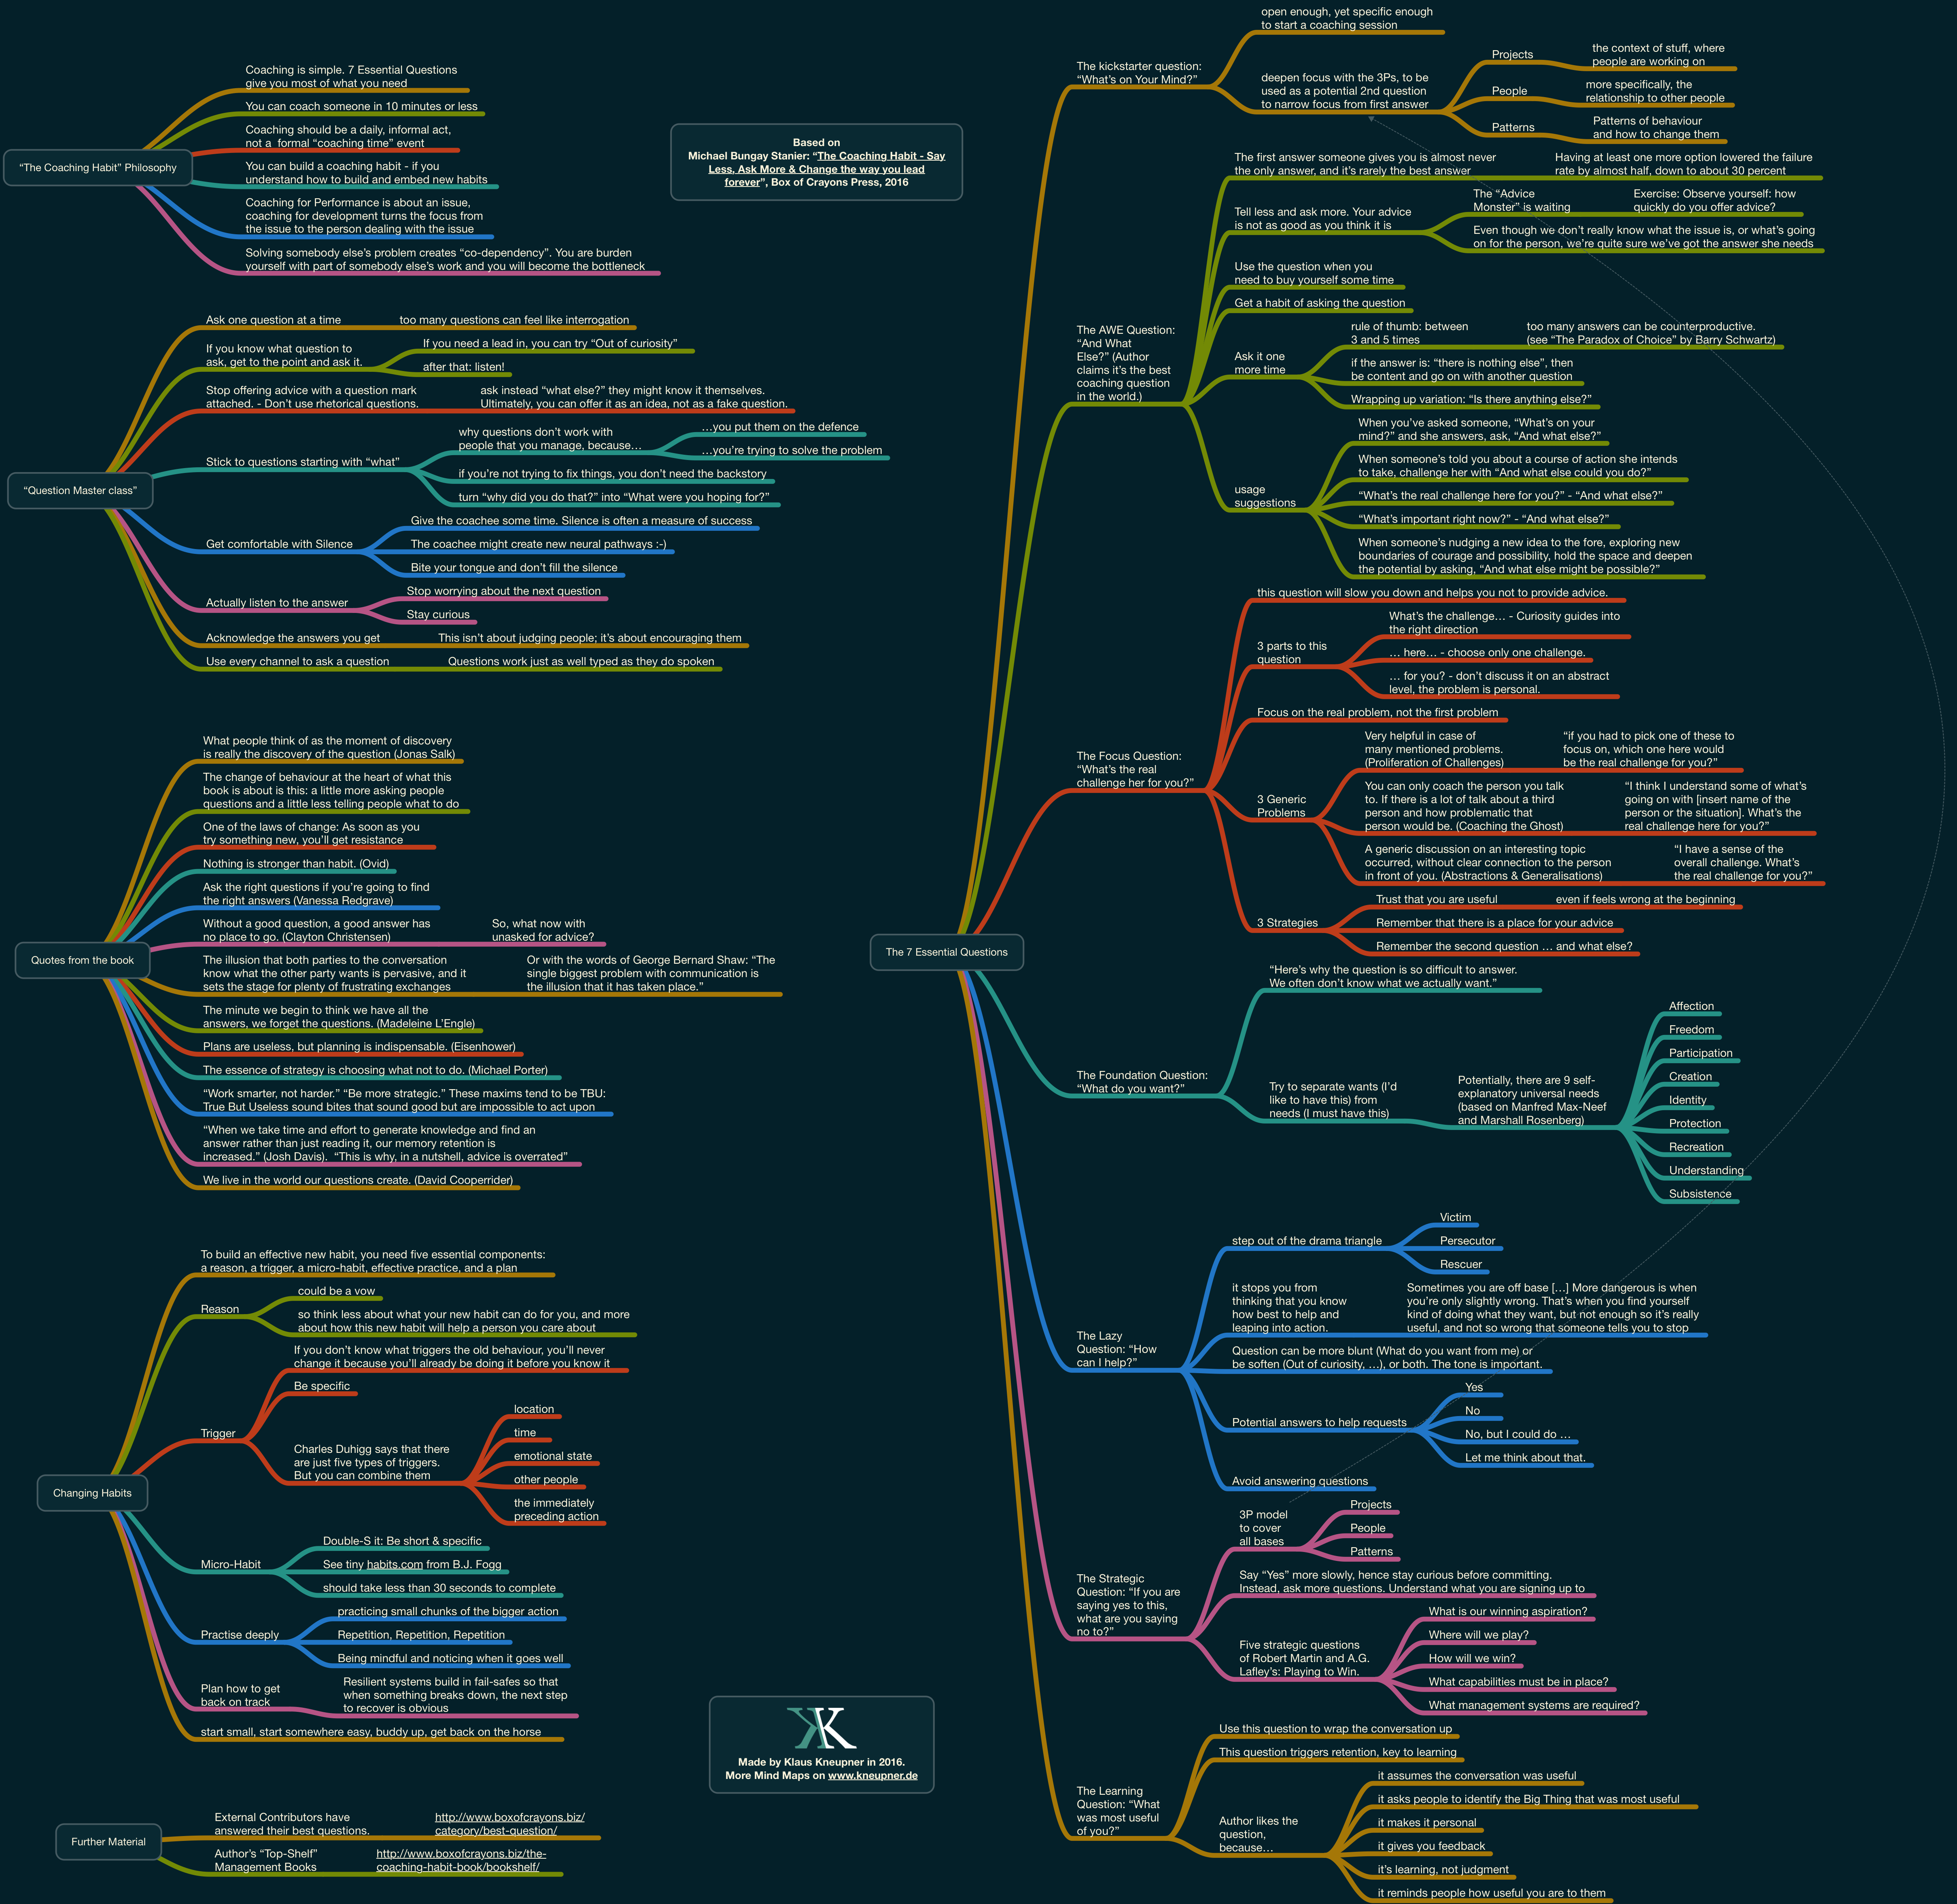 "The Coaching Habit" Philosophy
Coaching is simple. 7 Essential Questions
give you most of what you need
You can coach someone in 10 minutes or less
Coaching should be a daily, informal act,
not a  formal "coaching time" event
You can build a coaching habit - if you
understand how to build and embed new habits
Coaching for Performance is about an issue,
coaching for development turns the focus from
the issue to the person dealing with the issue
Solving somebody else's problem creates "co-dependency". You are burden
yourself with part of somebody else's work and you will become the bottleneck
Based on
Michael Bungay Stanier: "The Coaching Habit - Say
Less, Ask More & Change the way you lead
forever", Box of Crayons Press, 2016
"Question Master class"
Ask one question at a time
too many questions can feel like interrogation
If you know what question to
ask, get to the point and ask it.
If you need a lead in, you can try "Out of curiosity"
after that: listen!
Stop offering advice with a question mark
attached. - Don't use rhetorical questions.
ask instead "what else?" they might know it themselves.
Ultimately, you can offer it as an idea, not as a fake question.
Stick to questions starting with "what"
why questions don't work with
people that you manage, because…
…you put them on the defence
…you're trying to solve the problem
if you're not trying to fix things, you don't need the backstory
turn "why did you do that?" into "What were you hoping for?"
Get comfortable with Silence
Give the coachee some time. Silence is often a measure of success
The coachee might create new neural pathways :-)
Bite your tongue and don't fill the silence
Actually listen to the answer
Stop worrying about the next question
Stay curious
Acknowledge the answers you get
This isn't about judging people; it's about encouraging them
Use every channel to ask a question
Questions work just as well typed as they do spoken
Quotes from the book
What people think of as the moment of discovery
is really the discovery of the question (Jonas Salk)
The change of behaviour at the heart of what this
book is about is this: a little more asking people
questions and a little less telling people what to do
One of the laws of change: As soon as you
try something new, you'll get resistance
Nothing is stronger than habit. (Ovid)
Ask the right questions if you're going to find
the right answers (Vanessa Redgrave)
Without a good question, a good answer has
no place to go. (Clayton Christensen)
So, what now with
unasked for advice?
The illusion that both parties to the conversation
know what the other party wants is pervasive, and it
sets the stage for plenty of frustrating exchanges
Or with the words of George Bernard Shaw: "The
single biggest problem with communication is
the illusion that it has taken place."
The minute we begin to think we have all the
answers, we forget the questions. (Madeleine L'Engle)
Plans are useless, but planning is indispensable. (Eisenhower)
The essence of strategy is choosing what not to do. (Michael Porter)
"Work smarter, not harder." "Be more strategic." These maxims tend to be TBU:
True But Useless sound bites that sound good but are impossible to act upon
"When we take time and effort to generate knowledge and find an
answer rather than just reading it, our memory retention is
increased." (Josh Davis).  "This is why, in a nutshell, advice is overrated"
We live in the world our questions create. (David Cooperrider)
Changing Habits
To build an effective new habit, you need five essential components:
a reason, a trigger, a micro-habit, effective practice, and a plan
Reason
could be a vow
so think less about what your new habit can do for you, and more
about how this new habit will help a person you care about
Trigger
If you don't know what triggers the old behaviour, you'll never
change it because you'll already be doing it before you know it
Be specific
Charles Duhigg says that there
are just five types of triggers.
But you can combine them
location
time
emotional state
other people
the immediately
preceding action
Micro-Habit
Double-S it: Be short & specific
See tiny habits.com from B.J. Fogg
should take less than 30 seconds to complete
Practise deeply
practicing small chunks of the bigger action
Repetition, Repetition, Repetition
Being mindful and noticing when it goes well
Plan how to get
back on track
Resilient systems build in fail-safes so that
when something breaks down, the next step
to recover is obvious
start small, start somewhere easy, buddy up, get back on the horse
Further Material
External Contributors have
answered their best questions.
http://www.boxofcrayons.biz/
category/best-question/
Author's "Top-Shelf"
Management Books
http://www.boxofcrayons.biz/the-
coaching-habit-book/bookshelf/
KK
Made by Klaus Kneupner in 2016.
More Mind Maps on www.kneupner.de
The 7 Essential Questions
The kickstarter question:
"What's on Your Mind?"
open enough, yet specific enough
to start a coaching session
deepen focus with the 3Ps, to be
used as a potential 2nd question
to narrow focus from first answer
Projects
the context of stuff, where
people are working on
People
more specifically, the
relationship to other people
Patterns
Patterns of behaviour
and how to change them
The AWE Question:
"And What
Else?" (Author
claims it's the best
coaching question
in the world.)
The first answer someone gives you is almost never
the only answer, and it's rarely the best answer
Having at least one more option lowered the failure
rate by almost half, down to about 30 percent
Tell less and ask more. Your advice
is not as good as you think it is
The "Advice
Monster" is waiting
Exercise: Observe yourself: how
quickly do you offer advice?
Even though we don't really know what the issue is, or what's going
on for the person, we're quite sure we've got the answer she needs
Use the question when you
need to buy yourself some time
Get a habit of asking the question
Ask it one
more time
rule of thumb: between
3 and 5 times
too many answers can be counterproductive.
(see "The Paradox of Choice" by Barry Schwartz)
if the answer is: "there is nothing else", then
be content and go on with another question
Wrapping up variation: "Is there anything else?"
usage
suggestions
When you've asked someone, "What's on your
mind?" and she answers, ask, "And what else?"
When someone's told you about a course of action she intends
to take, challenge her with "And what else could you do?"
"What's the real challenge here for you?" - "And what else?"
"What's important right now?" - "And what else?"
When someone's nudging a new idea to the fore, exploring new
boundaries of courage and possibility, hold the space and deepen
the potential by asking, "And what else might be possible?"
The Focus Question:
"What's the real
challenge her for you?"
this question will slow you down and helps you not to provide advice.
3 parts to this
question
What's the challenge… - Curiosity guides into
the right direction
… here… - choose only one challenge.
… for you? - don't discuss it on an abstract
level, the problem is personal.
Focus on the real problem, not the first problem
3 Generic
Problems
Very helpful in case of
many mentioned problems.
(Proliferation of Challenges)
"if you had to pick one of these to
focus on, which one here would
be the real challenge for you?"
You can only coach the person you talk
to. If there is a lot of talk about a third
person and how problematic that
person would be. (Coaching the Ghost)
"I think I understand some of what's
going on with [insert name of the
person or the situation]. What's the
real challenge here for you?"
A generic discussion on an interesting topic
occurred, without clear connection to the person
in front of you. (Abstractions & Generalisations)
"I have a sense of the
overall challenge. What's
the real challenge for you?"
3 Strategies
Trust that you are useful
even if feels wrong at the beginning
Remember that there is a place for your advice
Remember the second question … and what else?
The Foundation Question:
"What do you want?"
"Here's why the question is so difficult to answer.
We often don't know what we actually want."
Try to separate wants (I'd
like to have this) from
needs (I must have this)
Potentially, there are 9 self-
explanatory universal needs
(based on Manfred Max-Neef
and Marshall Rosenberg)
Affection
Freedom
Participation
Creation
Identity
Protection
Recreation
Understanding
Subsistence
The Lazy
Question: "How
can I help?"
step out of the drama triangle
Victim
Persecutor
Rescuer
it stops you from
thinking that you know
how best to help and
leaping into action.
Sometimes you are off base […] More dangerous is when
you're only slightly wrong. That's when you find yourself
kind of doing what they want, but not enough so it's really
useful, and not so wrong that someone tells you to stop
Question can be more blunt (What do you want from me) or
be soften (Out of curiosity, …), or both. The tone is important.
Potential answers to help requests
Yes
No
No, but I could do …
Let me think about that.
Avoid answering questions
The Strategic
Question: "If you are
saying yes to this,
what are you saying
no to?"
3P model
to cover
all bases
Projects
People
Patterns
Say "Yes" more slowly, hence stay curious before committing.
Instead, ask more questions. Understand what you are signing up to
Five strategic questions
of Robert Martin and A.G.
Lafley's: Playing to Win.
What is our winning aspiration?
Where will we play?
How will we win?
What capabilities must be in place?
What management systems are required?
The Learning
Question: "What
was most useful
of you?"
Use this question to wrap the conversation up
This question triggers retention, key to learning
Author likes the
question,
because…
it assumes the conversation was useful
it asks people to identify the Big Thing that was most useful
it makes it personal
it gives you feedback
it's learning, not judgment
it reminds people how useful you are to them